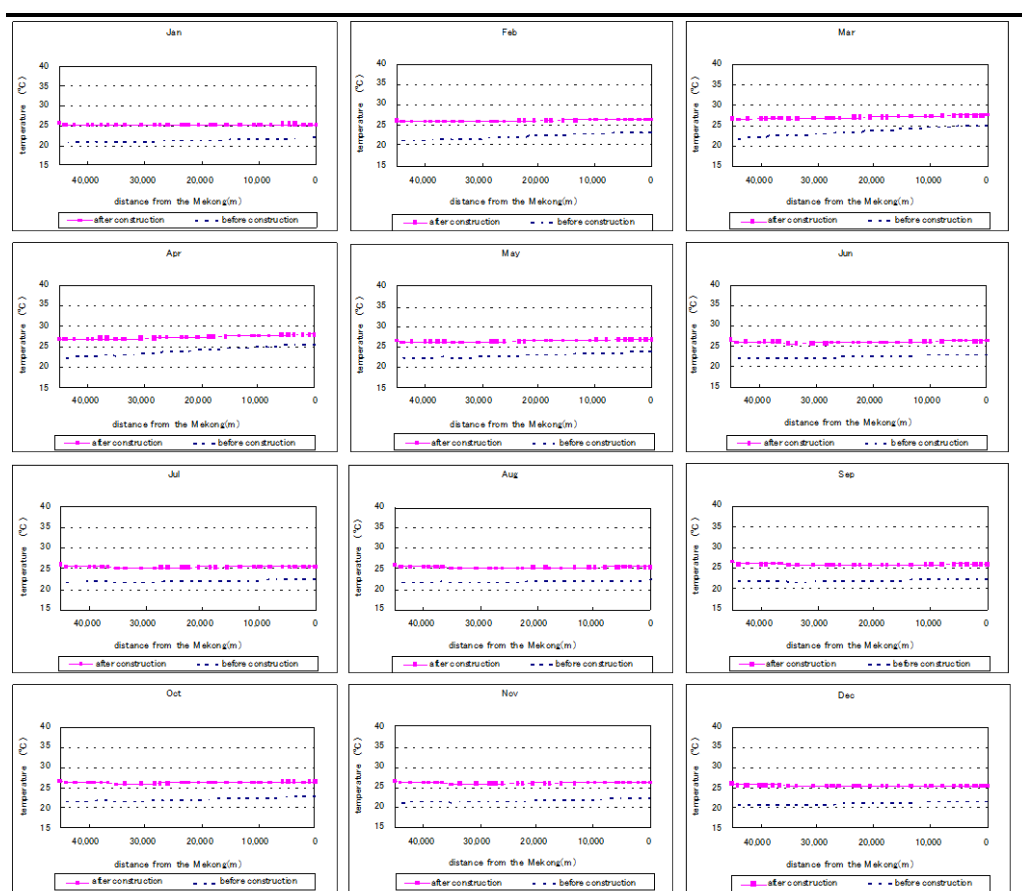 Jan
temperature (℃)
40
35
30
25
20
15
40,000 30,000 20,000 10,000 0
distance from the Mekong(m)
after construction before construction
Feb
temperature (℃)
40
35
30
25
20
15
40,000 30,000 20,000 10,000 0
distance from the Mekong(m)
after construction before construction
Mar
temperature (℃)
40
35
30
25
20
15
40,000 30,000 20,000 10,000 0
distance from the Mekong(m)
after construction before construction
Apr
temperature (℃)
40
35
30
25
20
15
40,000 30,000 20,000 10,000 0
distance from the Mekong(m)
after construction before construction
May
temperature (℃)
40
35
30
25
20
15
40,000 30,000 20,000 10,000 0
distance from the Mekong(m)
after construction before construction
Jun
temperature (℃)
40
35
30
25
20
15
40,000 30,000 20,000 10,000 0
distance from the Mekong(m)
after construction before construction
Jul
temperature (℃)
40
35
30
25
20
15
40,000 30,000 20,000 10,000 0
distance from the Mekong(m)
after construction before construction
Aug
temperature (℃)
40
35
30
25
20
15
40,000 30,000 20,000 10,000 0
distance from the Mekong(m)
after construction before construction
Sep
temperature (℃)
40
35
30
25
20
15
40,000 30,000 20,000 10,000 0
distance from the Mekong(m)
after construction before construction
Oct
temperature (℃)
40
35
30
25
20
15
40,000 30,000 20,000 10,000 0
distance from the Mekong(m)
after construction before construction
Nov
temperature (℃)
40
35
30
25
20
15
40,000 30,000 20,000 10,000 0
distance from the Mekong(m)
after construction before construction
Dec
temperature (℃)
40
35
30
25
20
15
40,000 30,000 20,000 10,000 0
distance from the Mekong(m)
after construction before construction